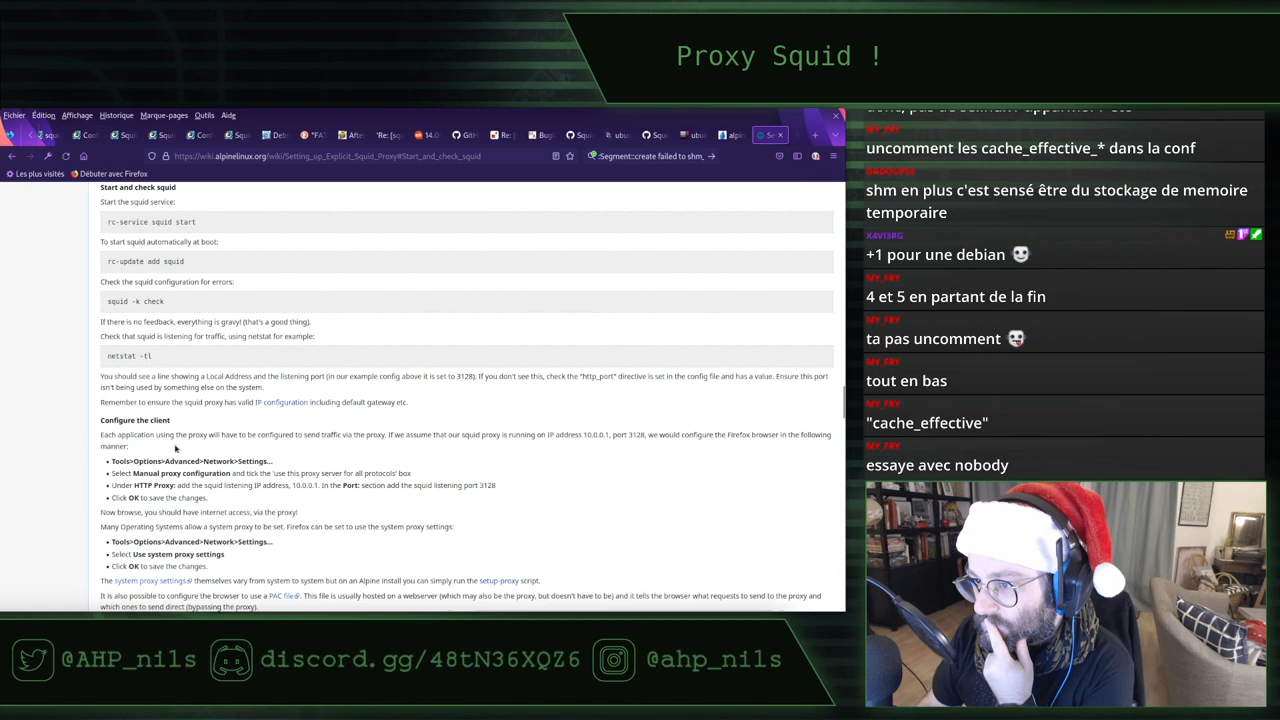 Proxy Squid !
Fichier Édition Affichage Historique Marque-pages Outils Aide
https://wiki.alpinelinux.org/wiki/Setting_up_Explicit_Squid_Proxy#Start_and_check_squid
:Segment::create failed to shm_
Les plus visités Débuter avec Firefox
Start and check squid
Start the squid service:
rc-service squid start
To start squid automatically at boot:
rc-update add squid
Check the squid configuration for errors:
squid -k check
If there is no feedback, everything is gravy! (that's a good thing).
Check that squid is listening for traffic, using netstat for example:
netstat -tl
You should see a line showing a Local Address and the listening port (in our example config above it is set to 3128). If you don't see this, check the "http_port" directive is set in the config file and has a value. Ensure this port
isn't being used by something else on the system.
Remember to ensure the squid proxy has valid IP configuration including default gateway etc.
Configure the client
Each application using the proxy will have to be configured to send traffic via the proxy. If we assume that our squid proxy is running on IP address 10.0.0.1, port 3128, we would configure the Firefox browser in the following
manner:
• Tools>Options>Advanced>Network>Settings...
• Select Manual proxy configuration and tick the 'use this proxy server for all protocols' box
• Under HTTP Proxy: add the squid listening IP address, 10.0.0.1. In the Port: section add the squid listening port 3128
• Click OK to save the changes.
Now browse, you should have internet access, via the proxy!
Many Operating Systems allow a system proxy to be set. Firefox can be set to use the system proxy settings:
• Tools>Options>Advanced>Network>Settings...
• Select Use system proxy settings
• Click OK to save the changes.
The system proxy settings themselves vary from system to system but on an Alpine install you can simply run the setup-proxy script.
It is also possible to configure the browser to use a PAC file. This file is usually hosted on a webserver (which may also be the proxy, but doesn't have to be) and it tells the browser what requests to send to the proxy and
which ones to send direct (bypassing the proxy).
MY_FRY
uncomment les cache_effective_* dans la conf
shm en plus c'est sensé être du stockage de memoire
temporaire
X4VI3RG
+1 pour une debian
MY_FRY
4 et 5 en partant de la fin
MY_FRY
ta pas uncomment
MY_FRY
tout en bas
MY_FRY
"cache_effective"
MY_FRY
essaye avec nobody
@AHP_nils discord.gg/48tN36XQZ6 @ahp_nils